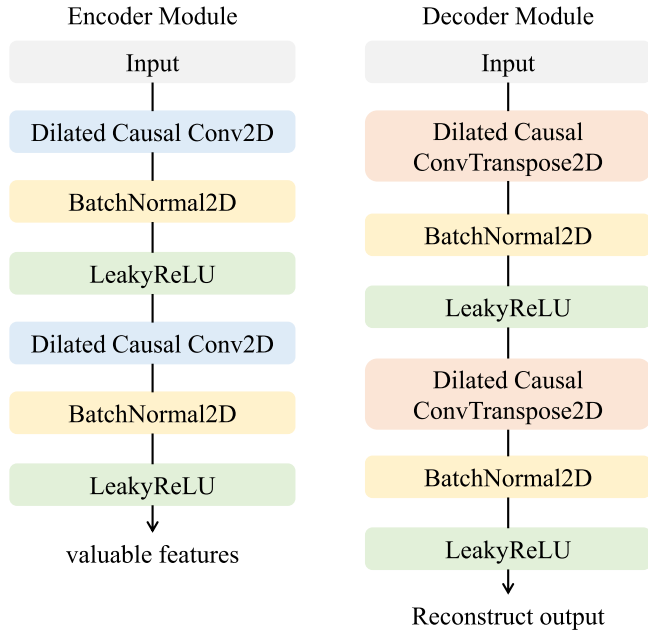 Encoder Module
Input
Dilated Causal Conv2D
BatchNormal2D
LeakyReLU
Dilated Causal Conv2D
BatchNormal2D
LeakyReLU
valuable features
Decoder Module
Input
Dilated Causal
ConvTranspose2D
BatchNormal2D
LeakyReLU
Dilated Causal
ConvTranspose2D
BatchNormal2D
LeakyReLU
Reconstruct output